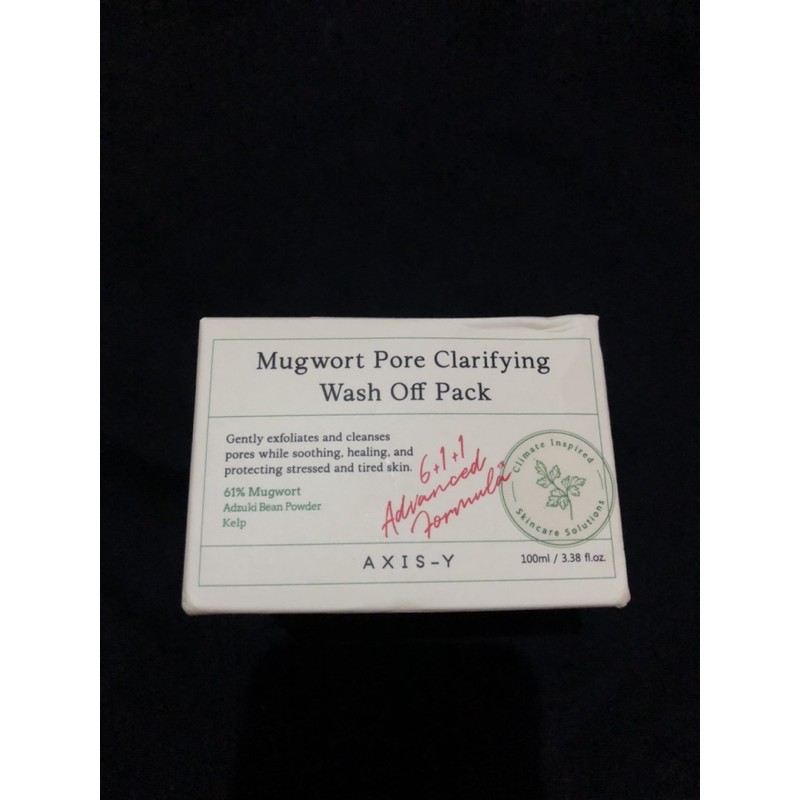 Mugwort Pore Clarifying
Wash Off Pack
Gently exfoliates and cleanses
pores while soothing, healing, and
protecting stressed and tired skin.
61% Mugwort
Adzuki Bean Powder
Kelp
6+1+1
Advanced
Formula
Climate Inspired
Skincare Solutions
AXIS-Y
100ml / 3.38 fl.oz.